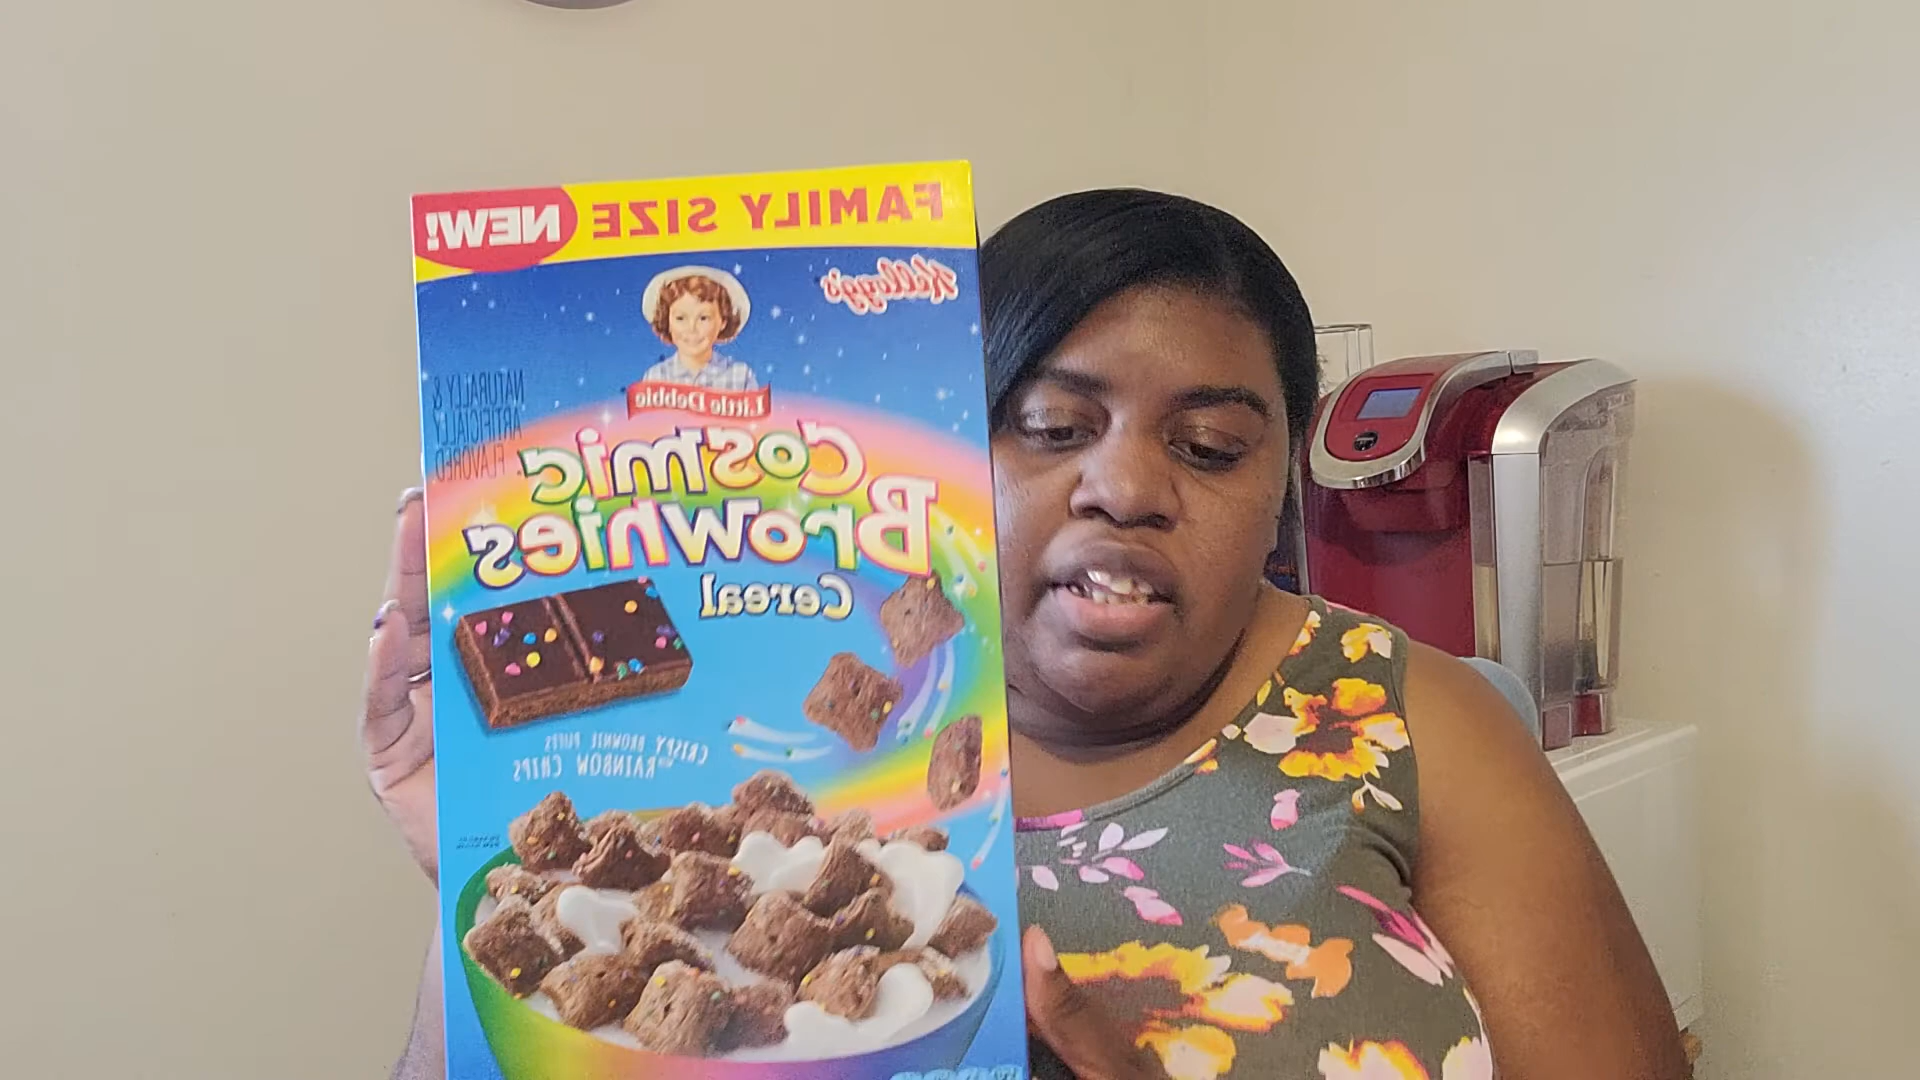 FAMILY SIZE NEW!
Kellogg's
Little Debbie
NATURALLY &
ARTIFICIALLY
FLAVORED
Cosmic
Brownies
Cereal
CRISPY BROWNIE PUFFS
WITH RAINBOW CHIPS